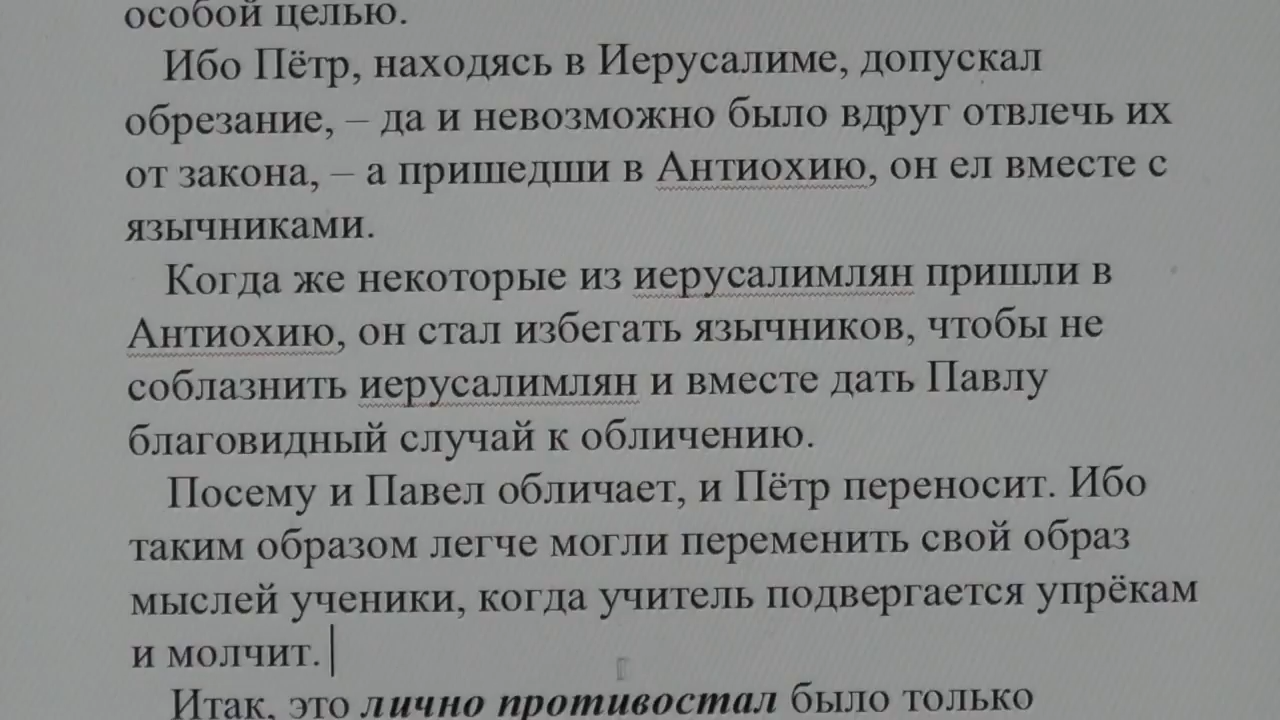 особой целью.
Ибо Пётр, находясь в Иерусалиме, допускал
обрезание, – да и невозможно было вдруг отвлечь их
от закона, – а пришедши в Антиохию, он ел вместе с
язычниками.
Когда же некоторые из иерусалимлян пришли в
Антиохию, он стал избегать язычников, чтобы не
соблазнить иерусалимлян и вместе дать Павлу
благовидный случай к обличению.
Посему и Павел обличает, и Пётр переносит. Ибо
таким образом легче могли переменить свой образ
мыслей ученики, когда учитель подвергается упрёкам
и молчит.
Итак, это лично противостал было только